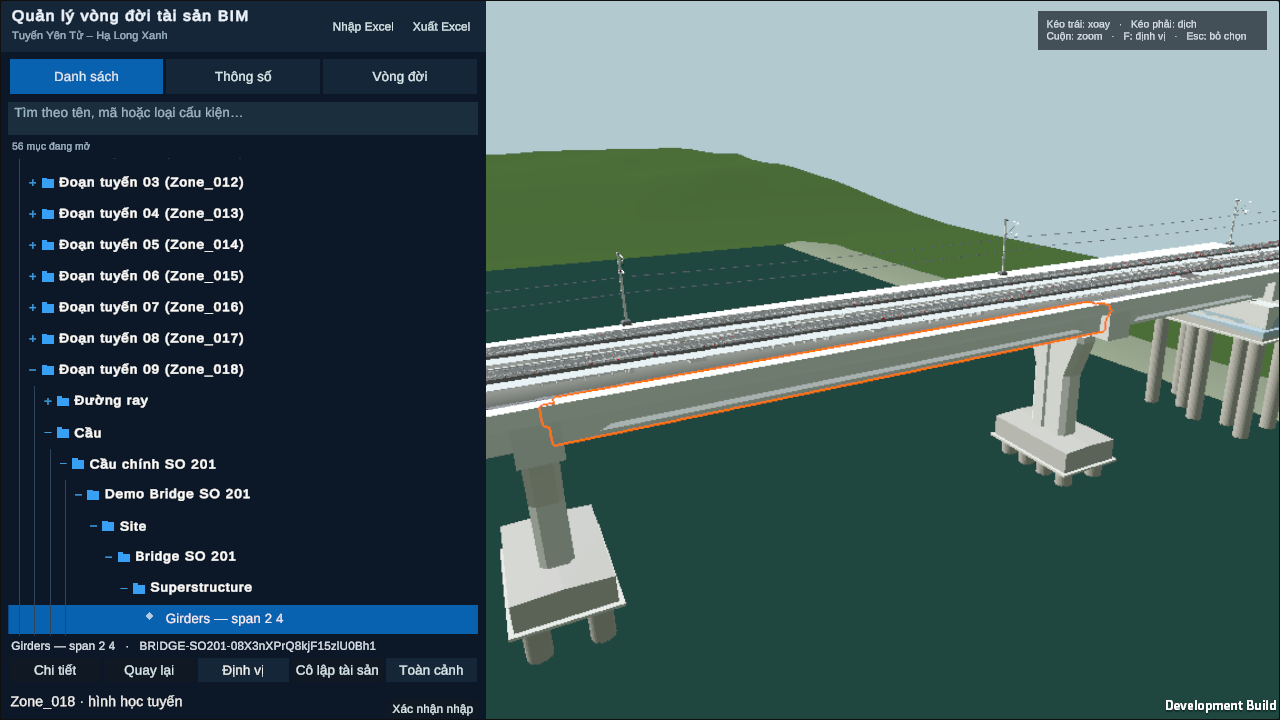 Quản lý vòng đời tài sản BIM
Tuyến Yên Tử – Hạ Long Xanh
Nhập Excel
Xuất Excel
Danh sách
Thông số
Vòng đời
Tìm theo tên, mã hoặc loại cấu kiện...
56 mục đang mở
+ Đoạn tuyến 03 (Zone_012)
+ Đoạn tuyến 04 (Zone_013)
+ Đoạn tuyến 05 (Zone_014)
+ Đoạn tuyến 06 (Zone_015)
+ Đoạn tuyến 07 (Zone_016)
+ Đoạn tuyến 08 (Zone_017)
– Đoạn tuyến 09 (Zone_018)
+ Đường ray
– Cầu
– Cầu chính SO 201
– Demo Bridge SO 201
– Site
– Bridge SO 201
– Superstructure
Girders — span 2 4
Girders — span 2 4 · BRIDGE-SO201-08X3nXPrQ8kjF15zlU0Bh1
Chi tiết
Quay lại
Định vị
Cô lập tài sản
Toàn cảnh
Zone_018 · hình học tuyến
Xác nhận nhập
Kéo trái: xoay · Kéo phải: dịch
Cuộn: zoom · F: định vị · Esc: bỏ chọn
Development Build